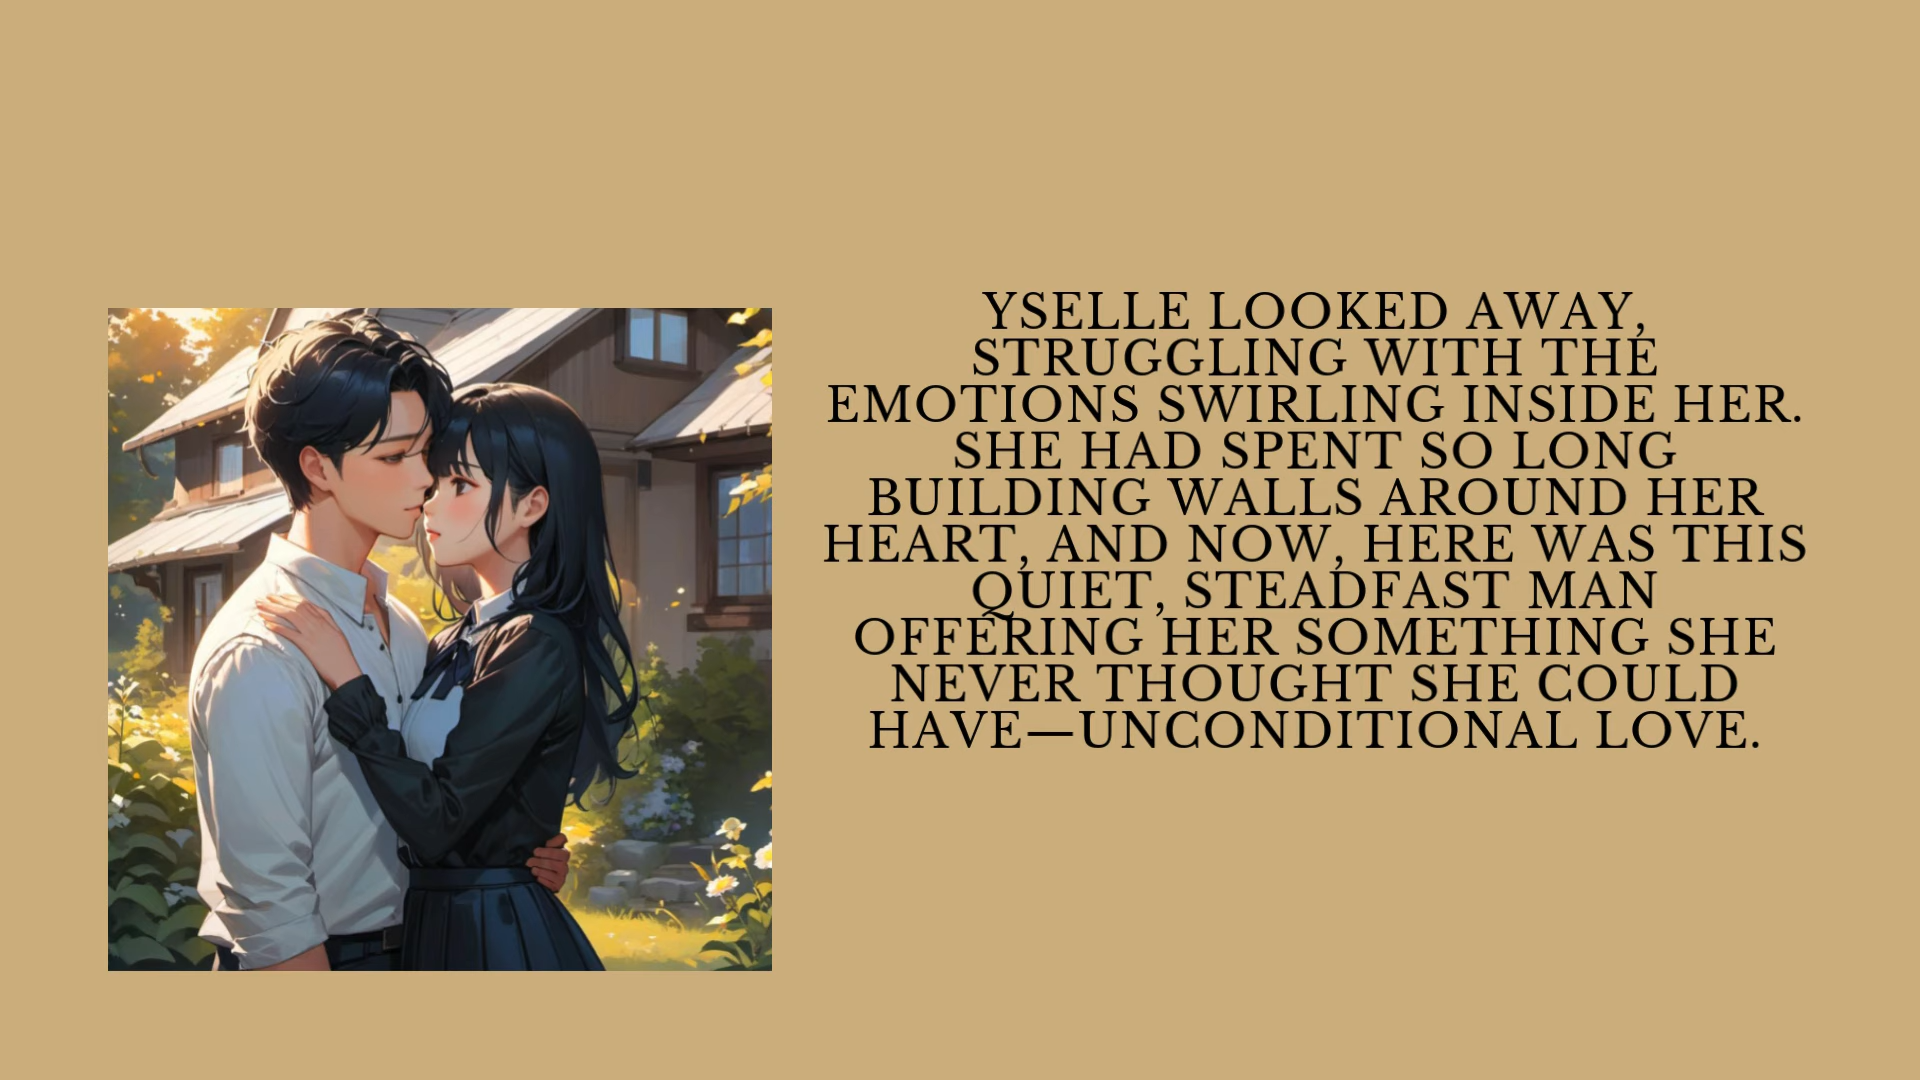 YSELLE LOOKED AWAY,
STRUGGLING WITH THE
EMOTIONS SWIRLING INSIDE HER.
SHE HAD SPENT SO LONG
BUILDING WALLS AROUND HER
HEART, AND NOW, HERE WAS THIS
QUIET, STEADFAST MAN
OFFERING HER SOMETHING SHE
NEVER THOUGHT SHE COULD
HAVE—UNCONDITIONAL LOVE.